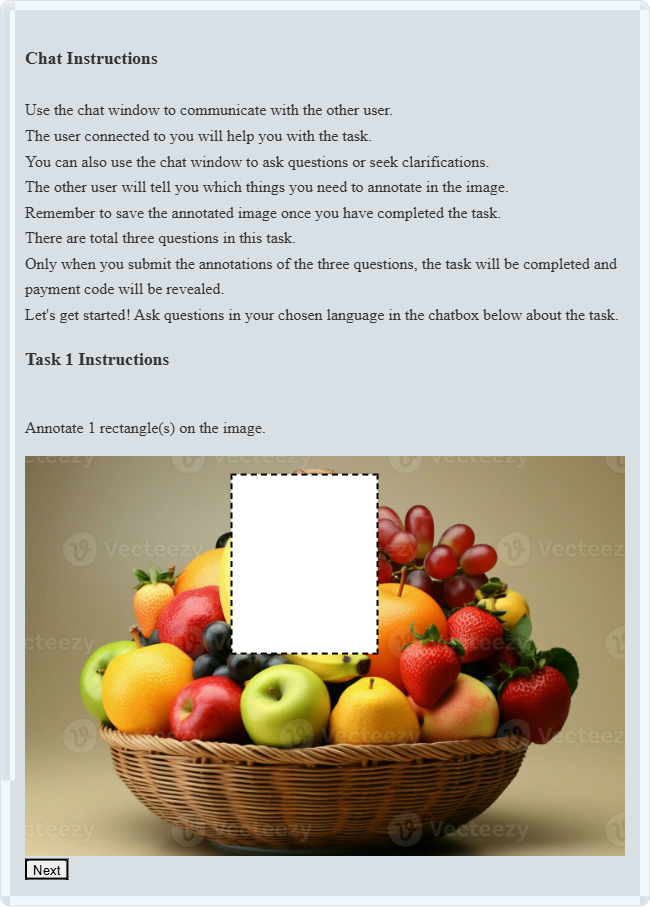 Chat Instructions
Use the chat window to communicate with the other user.
The user connected to you will help you with the task.
You can also use the chat window to ask questions or seek clarifications.
The other user will tell you which things you need to annotate in the image.
Remember to save the annotated image once you have completed the task.
There are total three questions in this task.
Only when you submit the annotations of the three questions, the task will be completed and
payment code will be revealed.
Let's get started! Ask questions in your chosen language in the chatbox below about the task.
Task 1 Instructions
Annotate 1 rectangle(s) on the image.
Vecteezy
Vecteezy
Vecteezy
Vecteezy
Vecteezy
Vecteezy
Vecteezy
Next